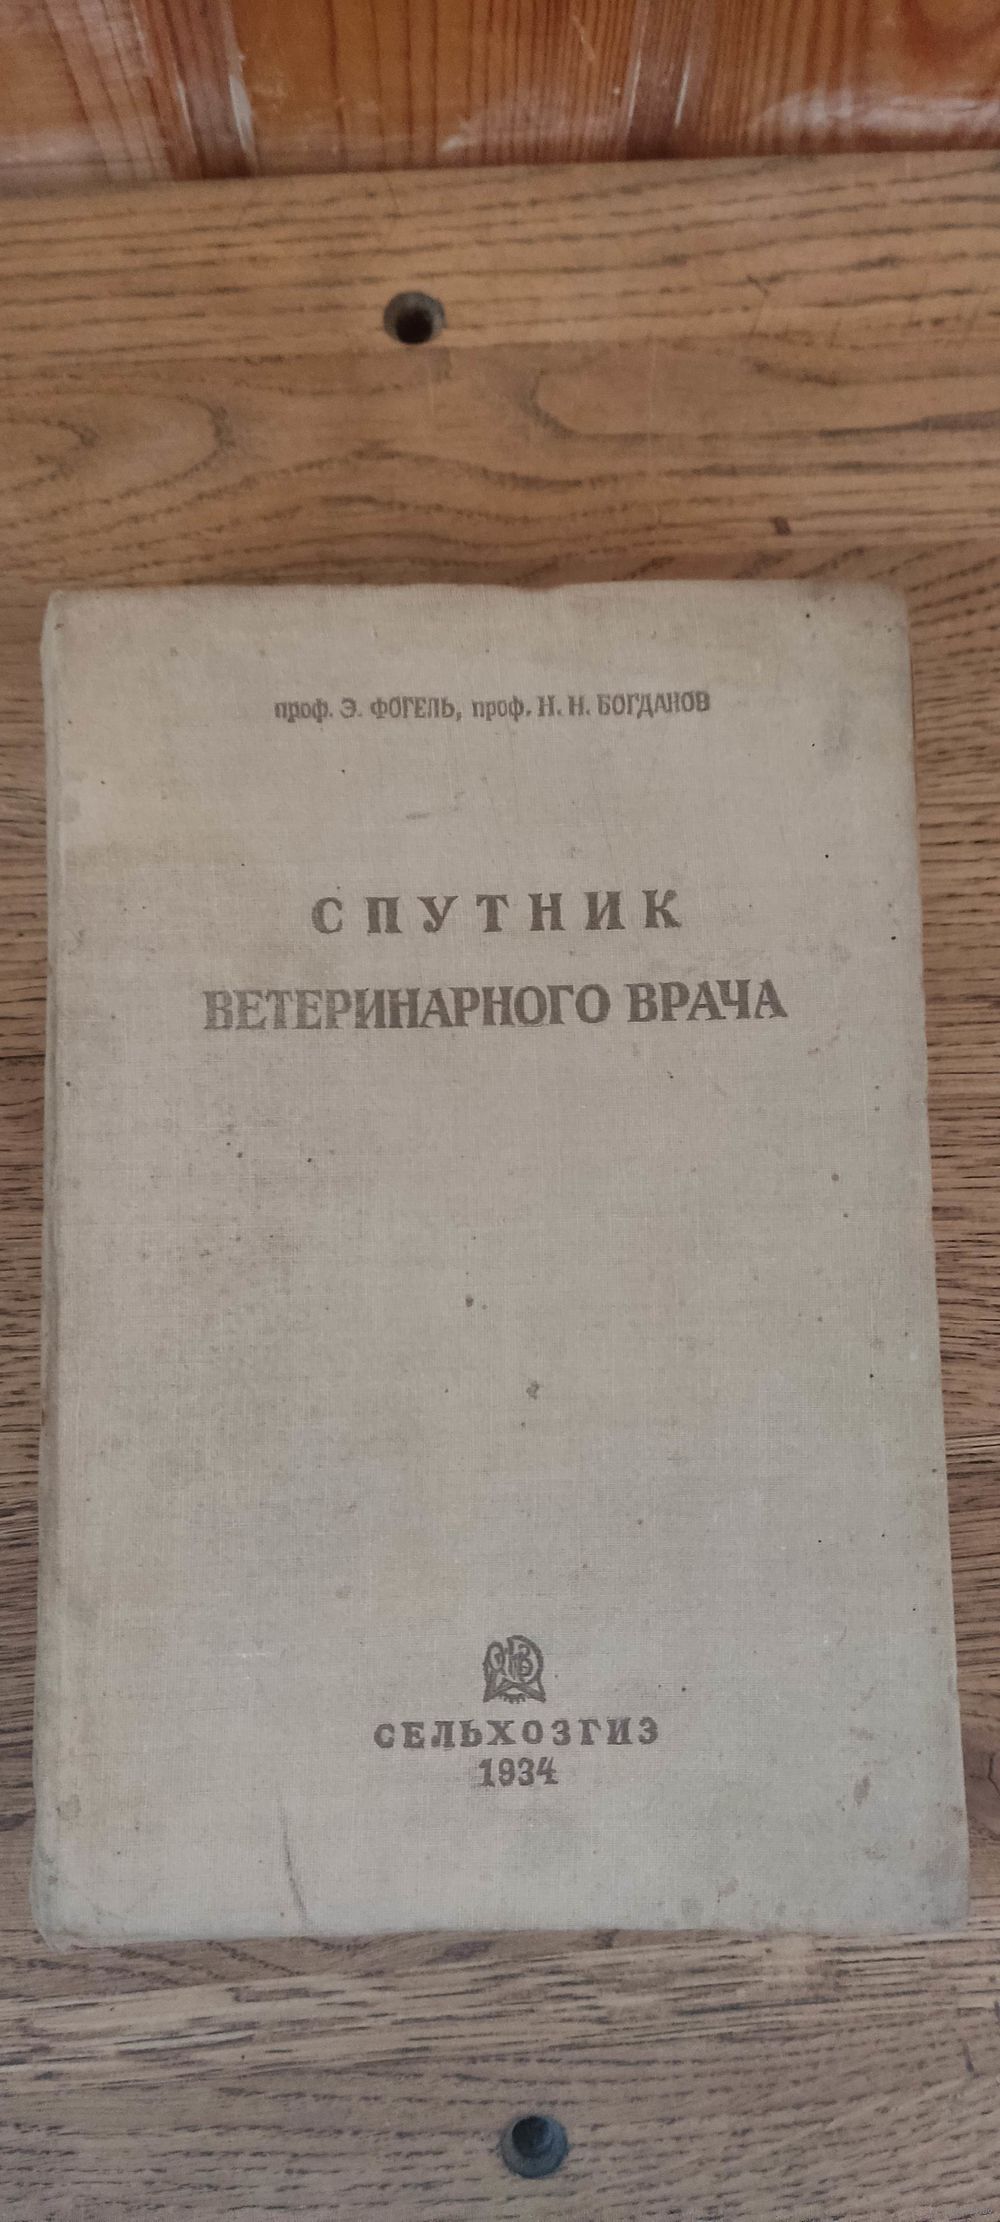 проф. Э. ФОГЕЛЬ, проф. Н. Н. БОГДАНОВ
СПУТНИК
ВЕТЕРИНАРНОГО ВРАЧА
СЕЛЬХОЗГИЗ
1934